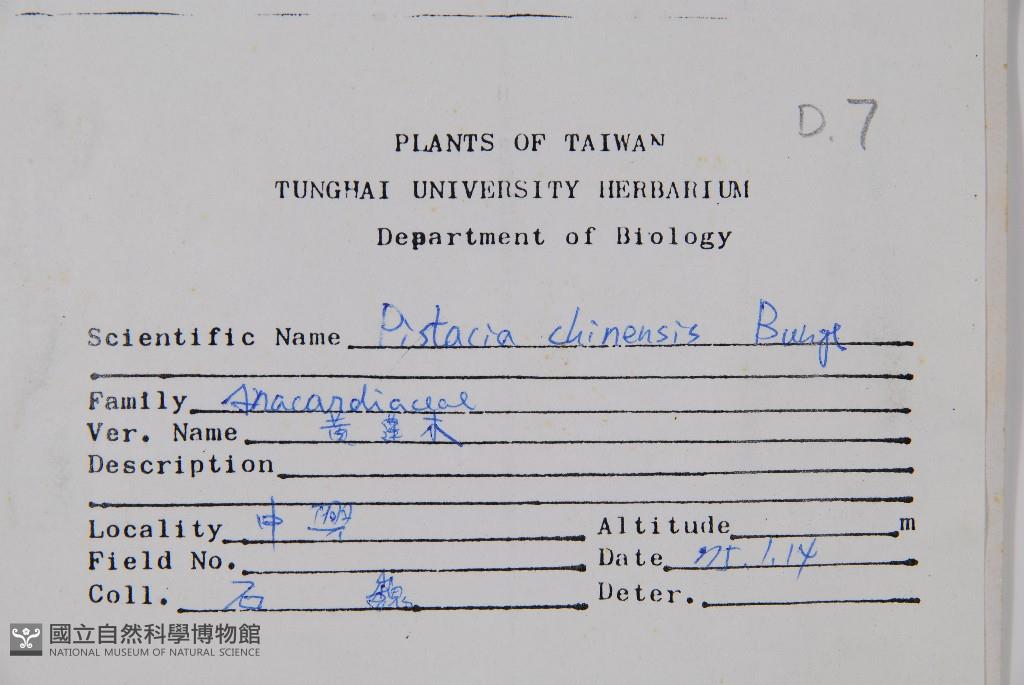 D.7
PLANTS OF TAIWAN
TUNGHAI UNIVERSITY HERBARIUM
Department of Biology
Scientific Name Pistacia chinensis Bunge
Family Anacardiaceae
Ver. Name 黃蓮木
Description
Locality 中興 Altitude m
Field No. Date 75.1.14
Coll. 石 Deter.
國立自然科學博物館
NATIONAL MUSEUM OF NATURAL SCIENCE